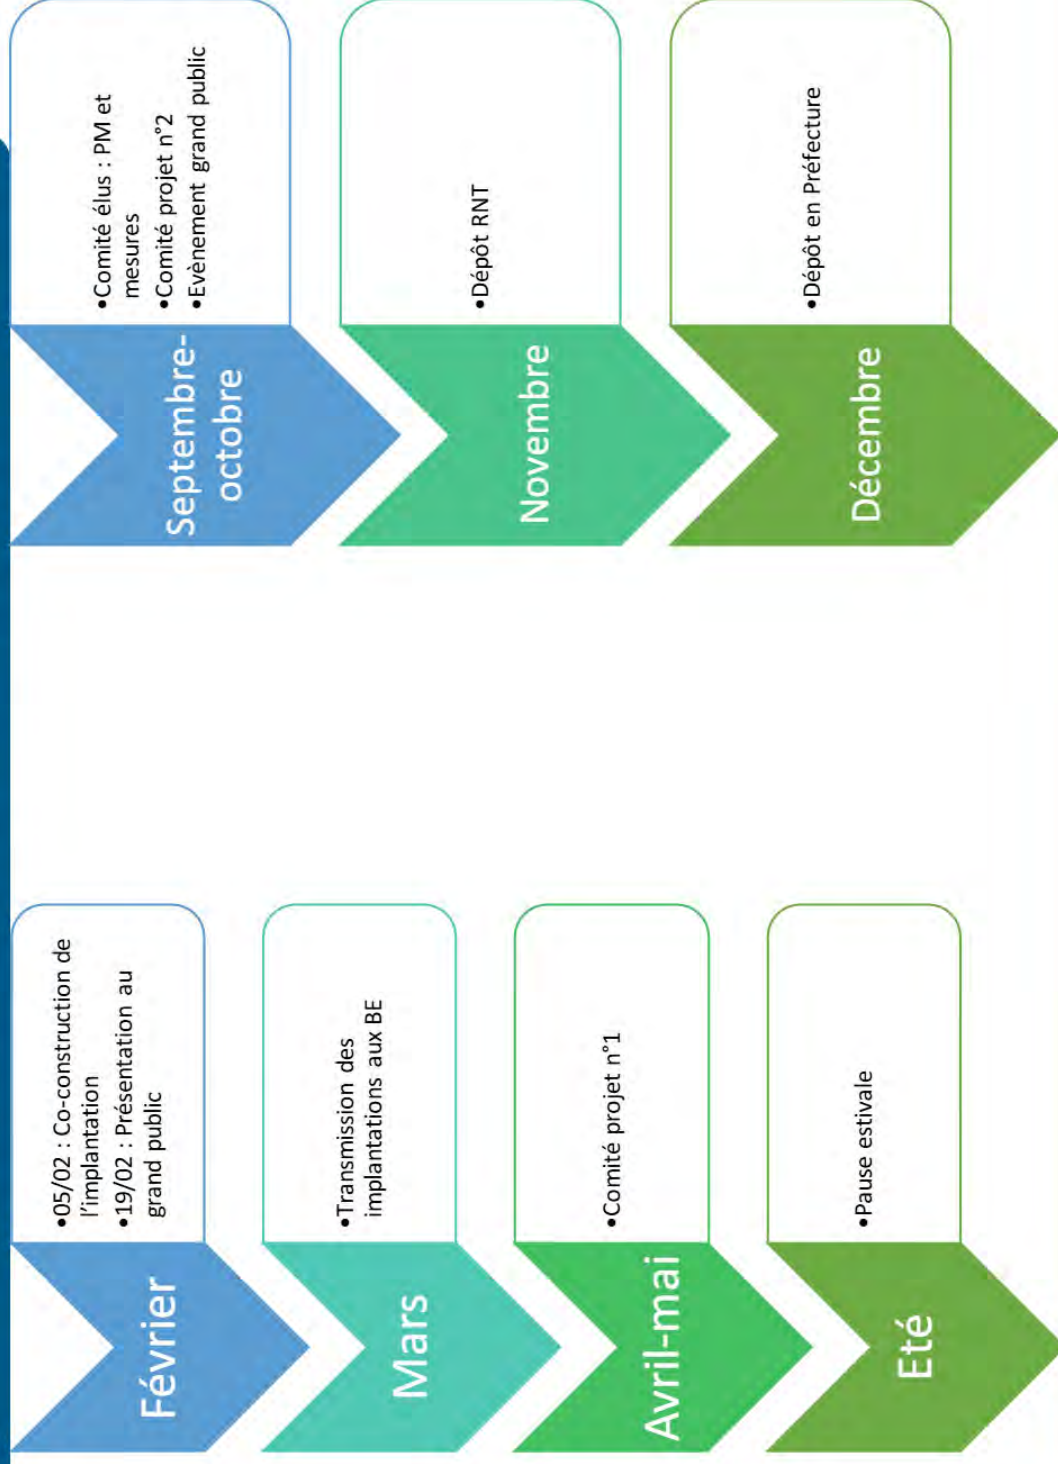 Février
•05/02 : Co-construction de
l'implantation
•19/02 : Présentation au
grand public
Mars
•Transmission des
implantations aux BE
Avril-mai
•Comité projet n°1
Eté
•Pause estivale
Septembre-
octobre
•Comité élus : PM et
mesures
•Comité projet n°2
•Evènement grand public
Novembre
•Dépôt RNT
Décembre
•Dépôt en Préfecture